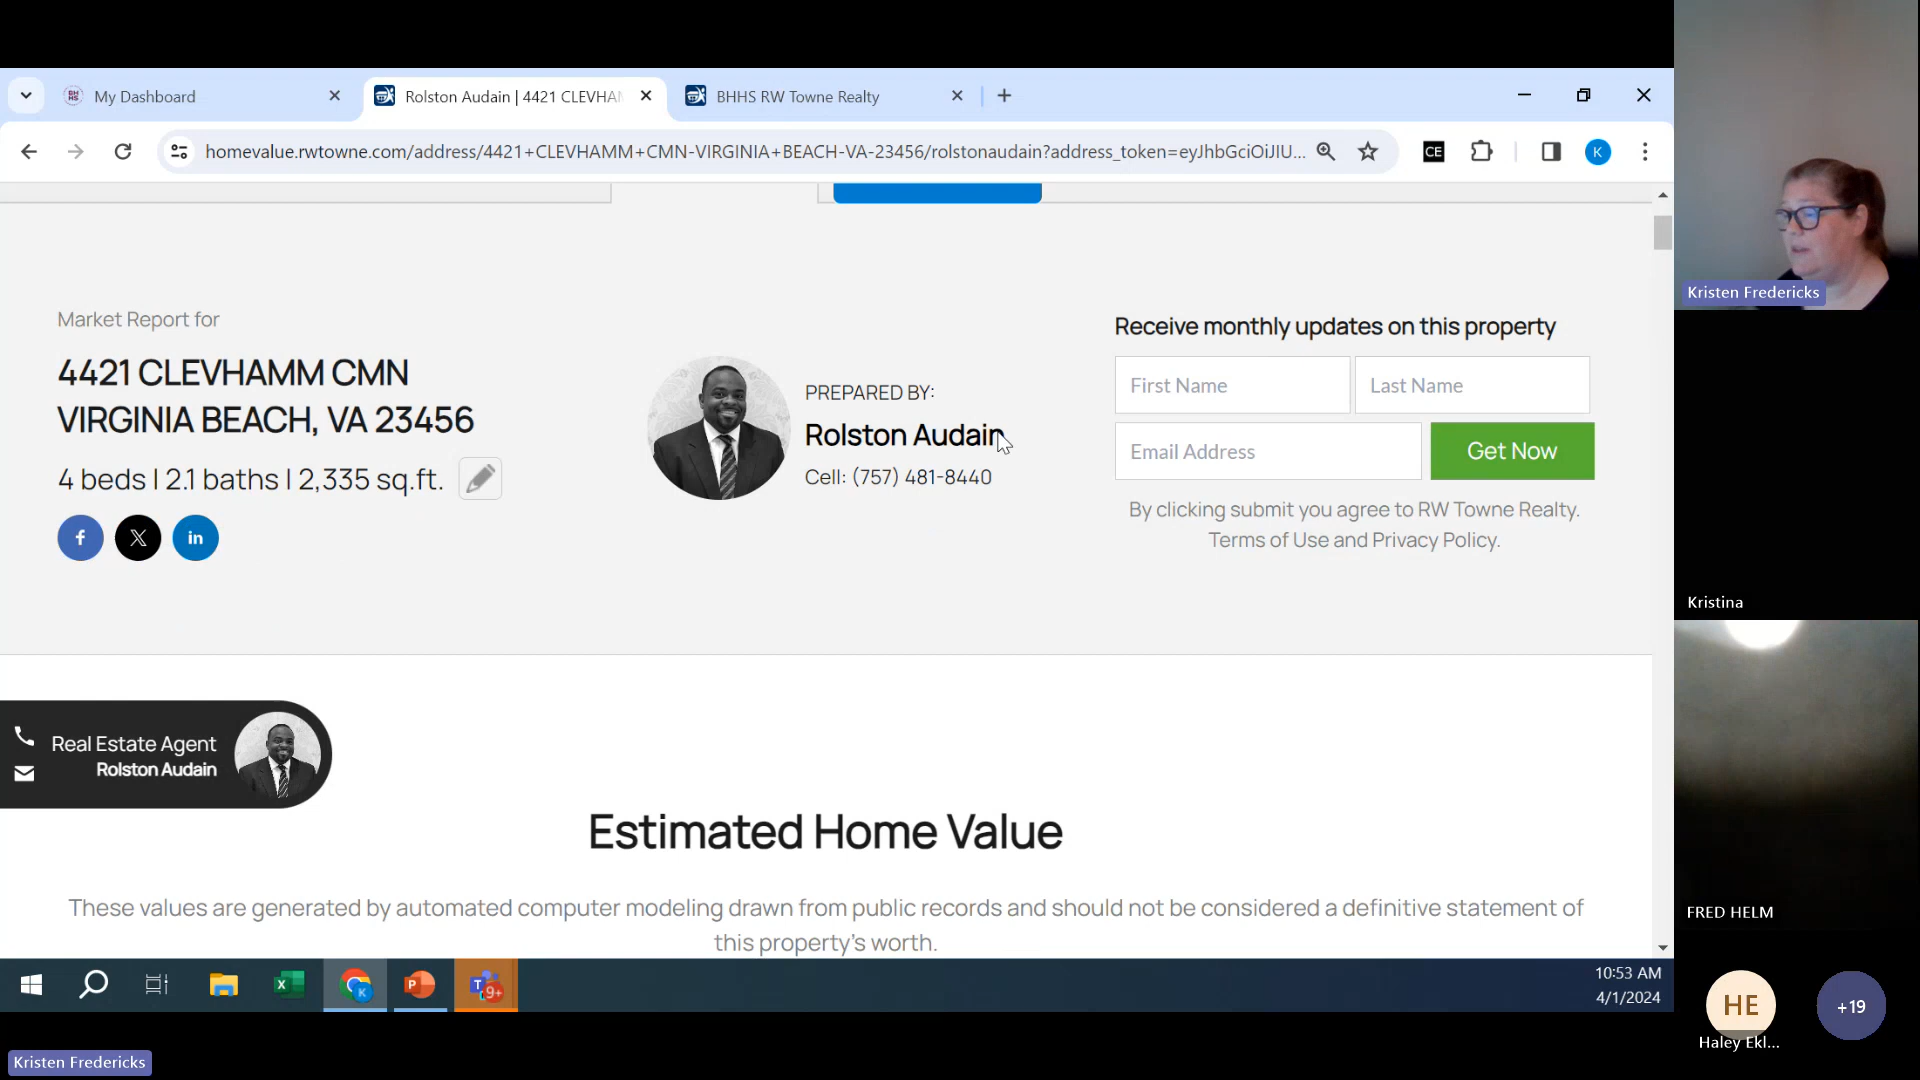 My Dashboard
Rolston Audain | 4421 CLEVHAM
BHHS RW Towne Realty
homevalue.rwtowne.com/address/4421+CLEVHAMM+CMN-VIRGINIA+BEACH-VA-23456/rolstonaudain?address_token=eyJhbGciOiJIU...
CE
K
Market Report for
4421 CLEVHAMM CMN
VIRGINIA BEACH, VA 23456
4 beds | 2.1 baths | 2,335 sq.ft.
PREPARED BY:
Rolston Audain
Cell: (757) 481-8440
Receive monthly updates on this property
First Name
Last Name
Email Address
Get Now
By clicking submit you agree to RW Towne Realty.
Terms of Use and Privacy Policy.
Real Estate Agent
Rolston Audain
Estimated Home Value
These values are generated by automated computer modeling drawn from public records and should not be considered a definitive statement of
this property's worth.
10:53 AM
4/1/2024
9+
Kristen Fredericks
Kristen Fredericks
Kristina
FRED HELM
HE
Haley Ekl...
+19